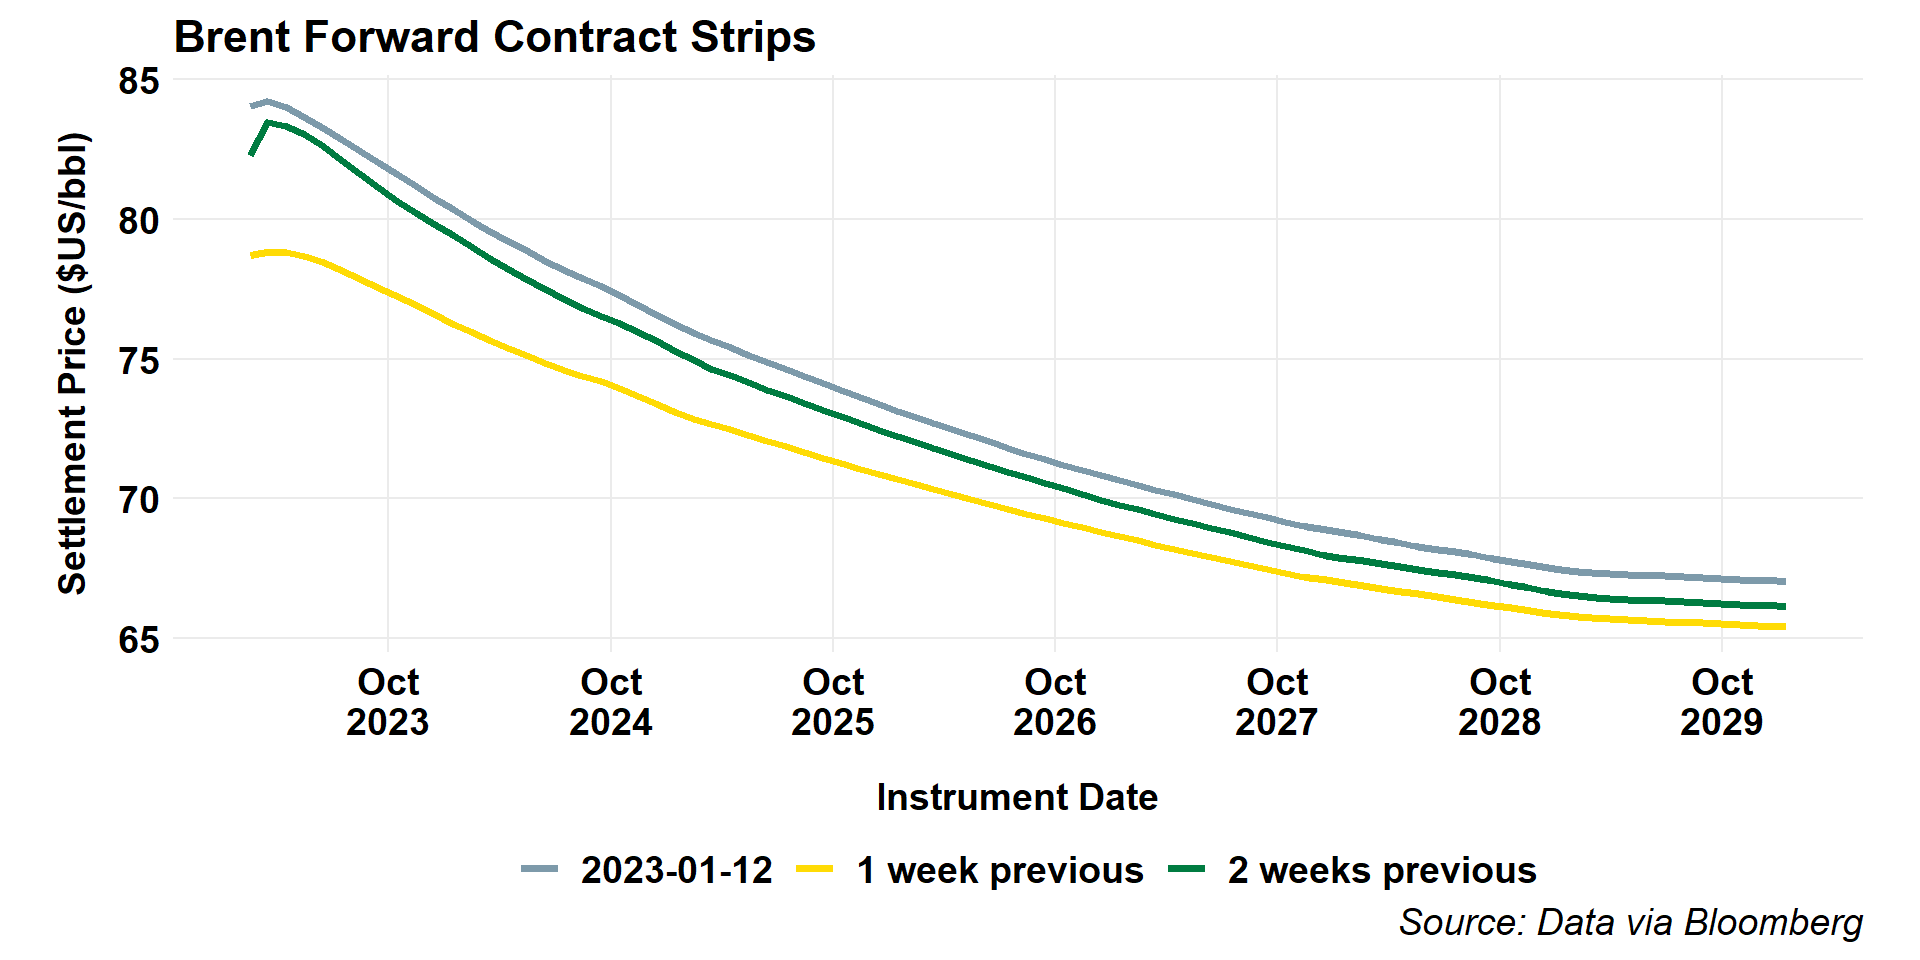 Brent Forward Contract Strips
Settlement Price ($US/bbl)
85
80
75
70
65
Oct 2023
Oct 2024
Oct 2025
Oct 2026
Oct 2027
Oct 2028
Oct 2029
Instrument Date
2023-01-12
1 week previous
2 weeks previous
Source: Data via Bloomberg